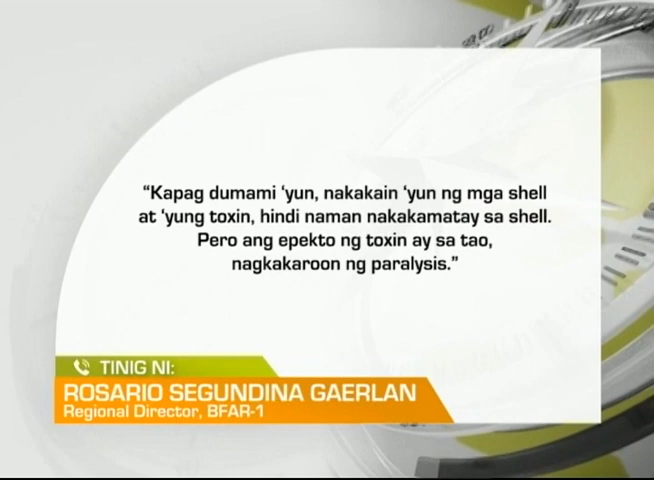 “Kapag dumami ‘yun, nakakain ‘yun ng mga shell
at ‘yung toxin, hindi naman nakakamatay sa shell.
Pero ang epekto ng toxin ay sa tao,
nagkakaroon ng paralysis.”
TINIG NI:
ROSARIO SEGUNDINA GAERLAN
Regional Director, BFAR-1